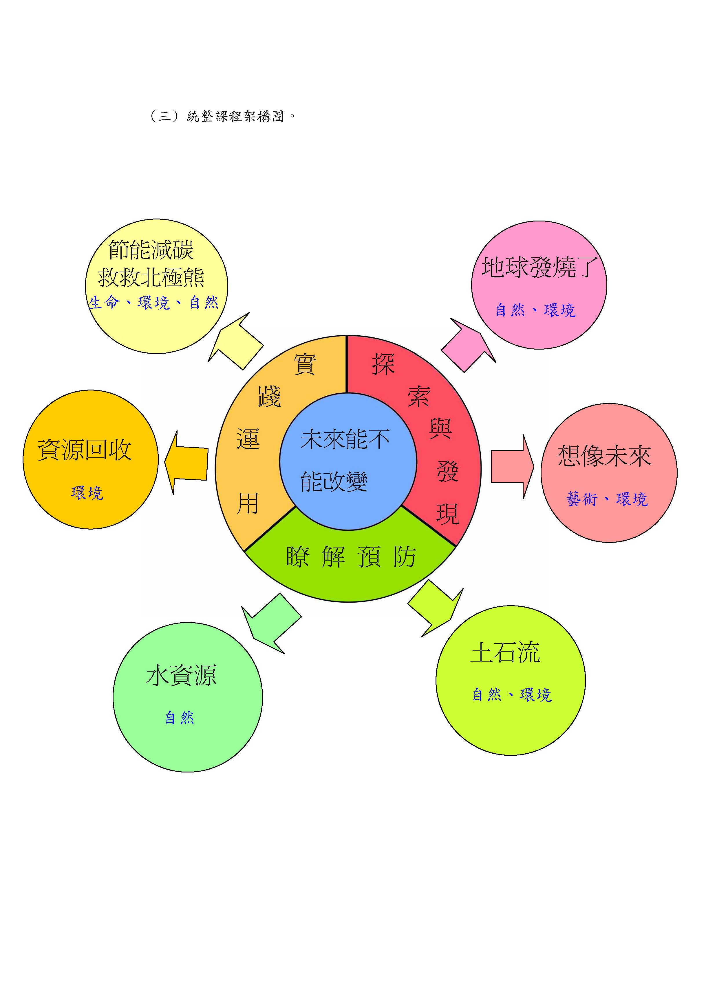 （三）統整課程架構圖。
節能減碳
救救北極熊
生命、環境、自然
地球發燒了
自然、環境
實踐運用
探索與發現
資源回收
環境
未來能不
能改變
想像未來
藝術、環境
瞭解預防
水資源
自然
土石流
自然、環境